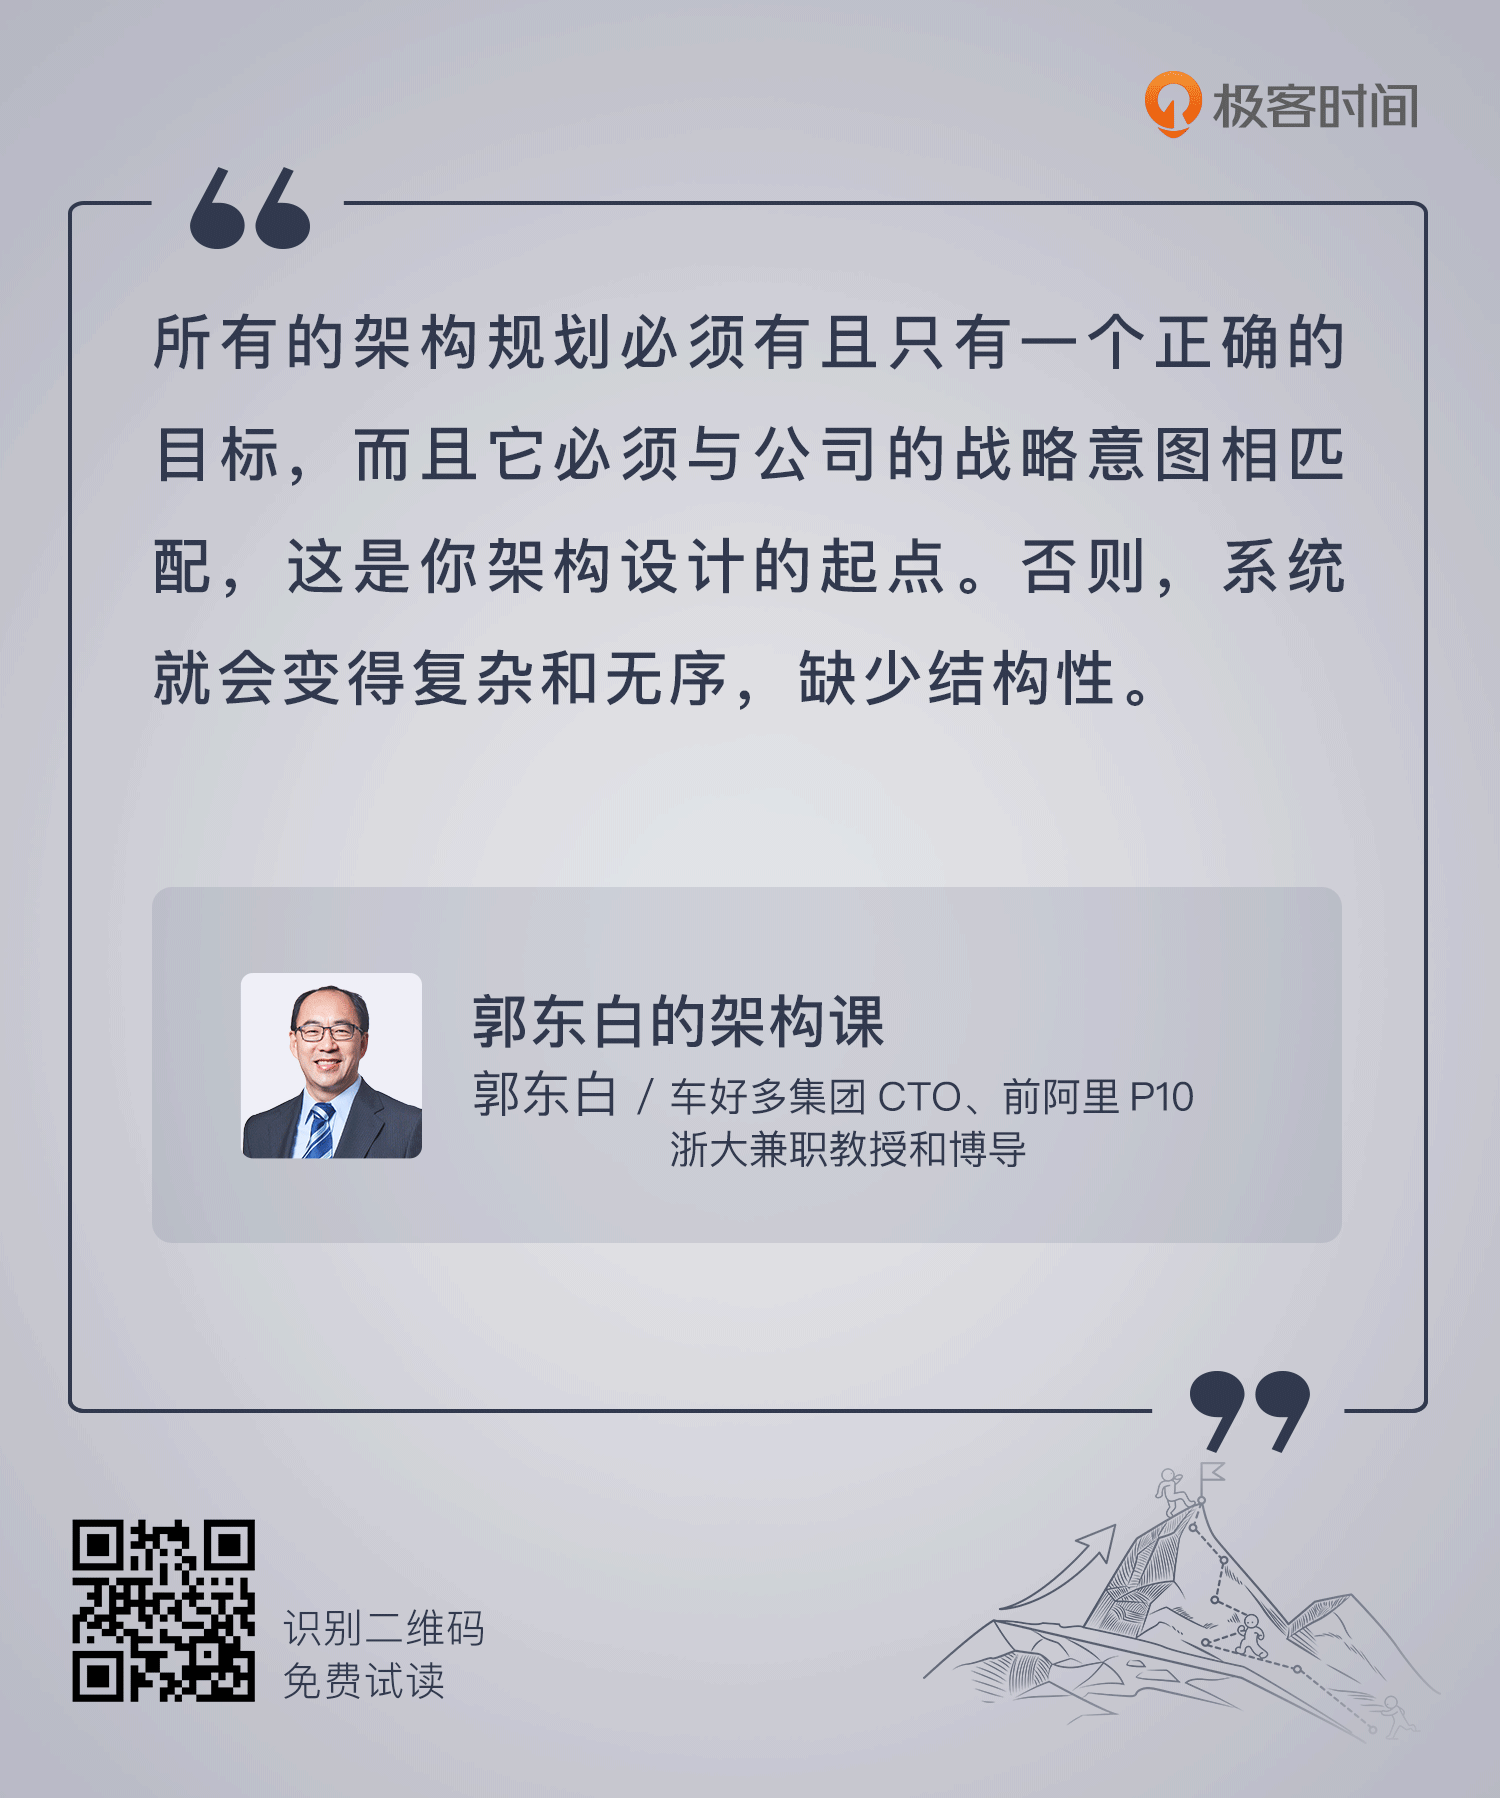 极客时间
所有的架构规划必须有且只有一个正确的
目标，而且它必须与公司的战略意图相匹
配，这是你架构设计的起点。否则，系统
就会变得复杂和无序，缺少结构性。
郭东白的架构课
郭东白 / 车好多集团 CTO、前阿里 P10
浙大兼职教授和博导
识别二维码
免费试读